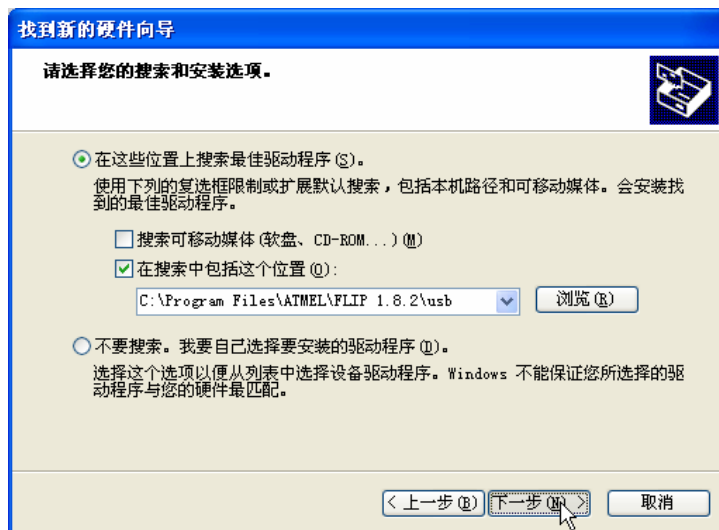 找到新的硬件向导
请选择您的搜索和安装选项。
在这些位置上搜索最佳驱动程序(S)。
使用下列的复选框限制或扩展默认搜索，包括本机路径和可移动媒体。会安装找
到的最佳驱动程序。
搜索可移动媒体(软盘、CD-ROM...)(M)
在搜索中包括这个位置(O):
C:\Program Files\ATMEL\FLIP 1.8.2\usb
浏览(R)
不要搜索。我要自己选择要安装的驱动程序(D)。
选择这个选项以便从列表中选择设备驱动程序。Windows 不能保证您所选择的驱
动程序与您的硬件最匹配。
< 上一步(B) 下一步(N) > 取消